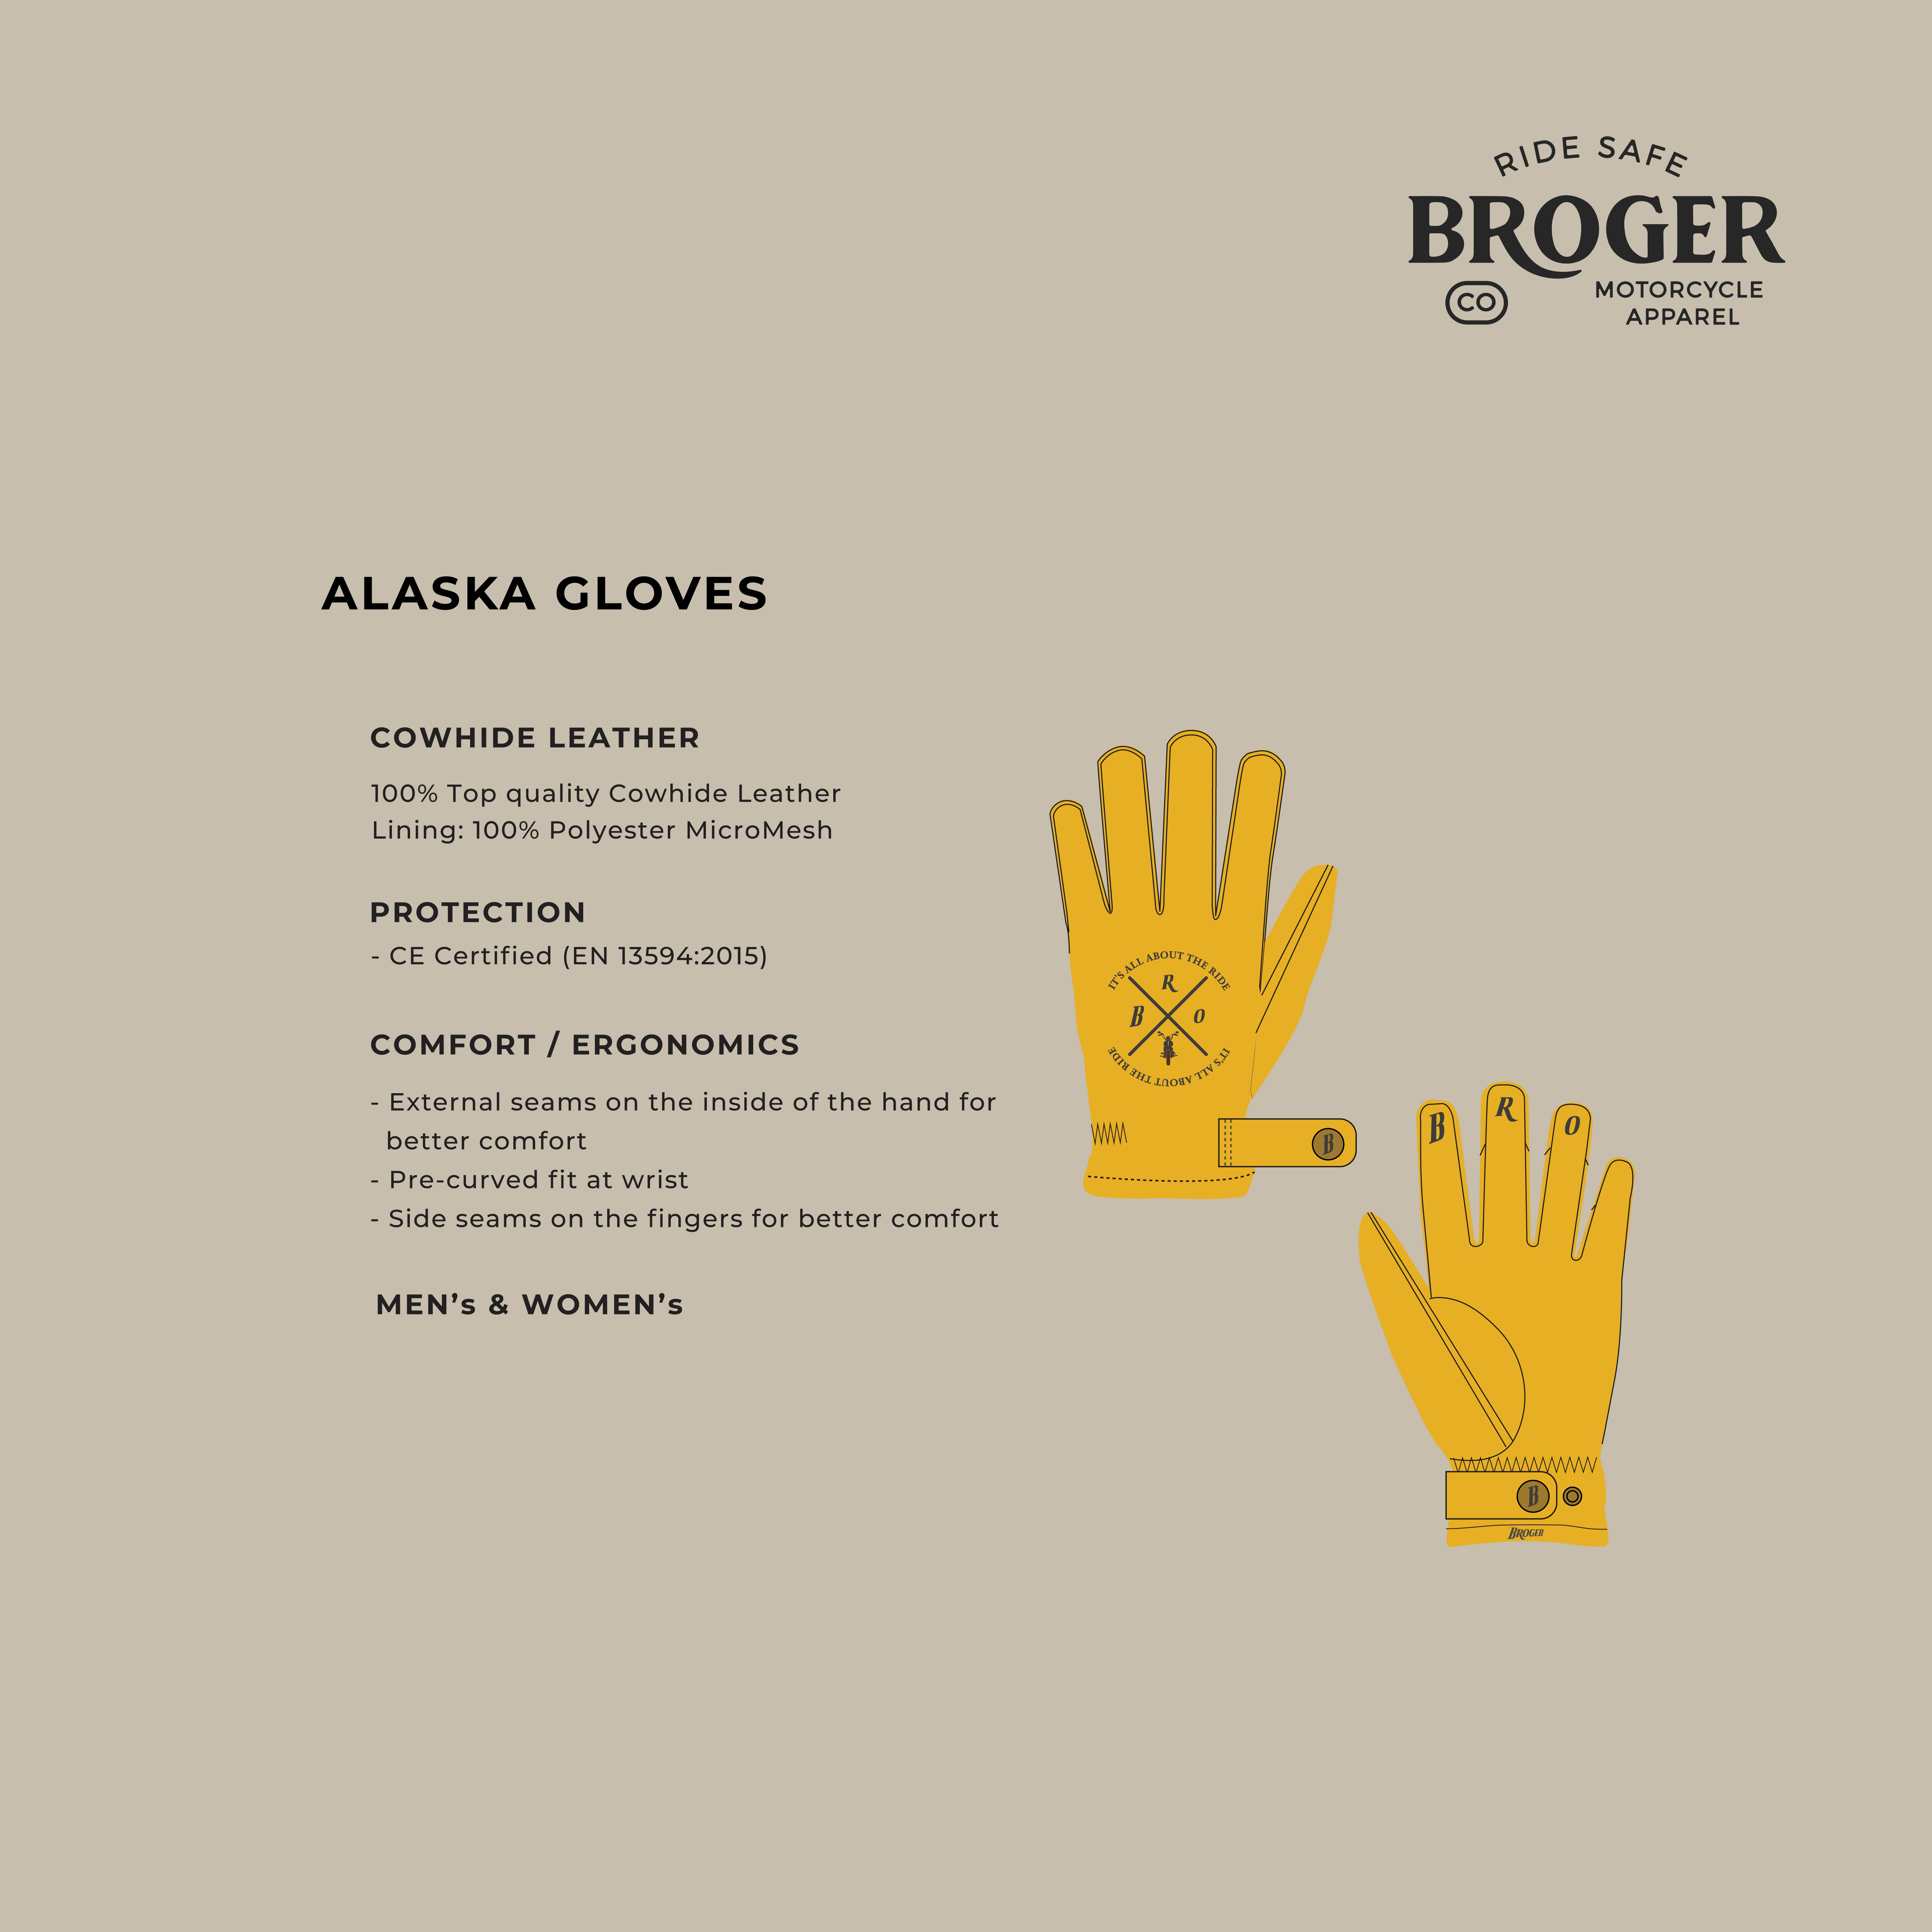 RIDE SAFE
BROGER
CO
MOTORCYCLE
APPAREL
ALASKA GLOVES
COWHIDE LEATHER
100% Top quality Cowhide Leather
Lining: 100% Polyester MicroMesh
PROTECTION
- CE Certified (EN 13594:2015)
COMFORT / ERGONOMICS
- External seams on the inside of the hand for
better comfort
- Pre-curved fit at wrist
- Side seams on the fingers for better comfort
MEN’s & WOMEN’s
IT'S ALL ABOUT THE RIDE
R
B O
IT'S ALL ABOUT THE RIDE
B
B R O
B
BROGER